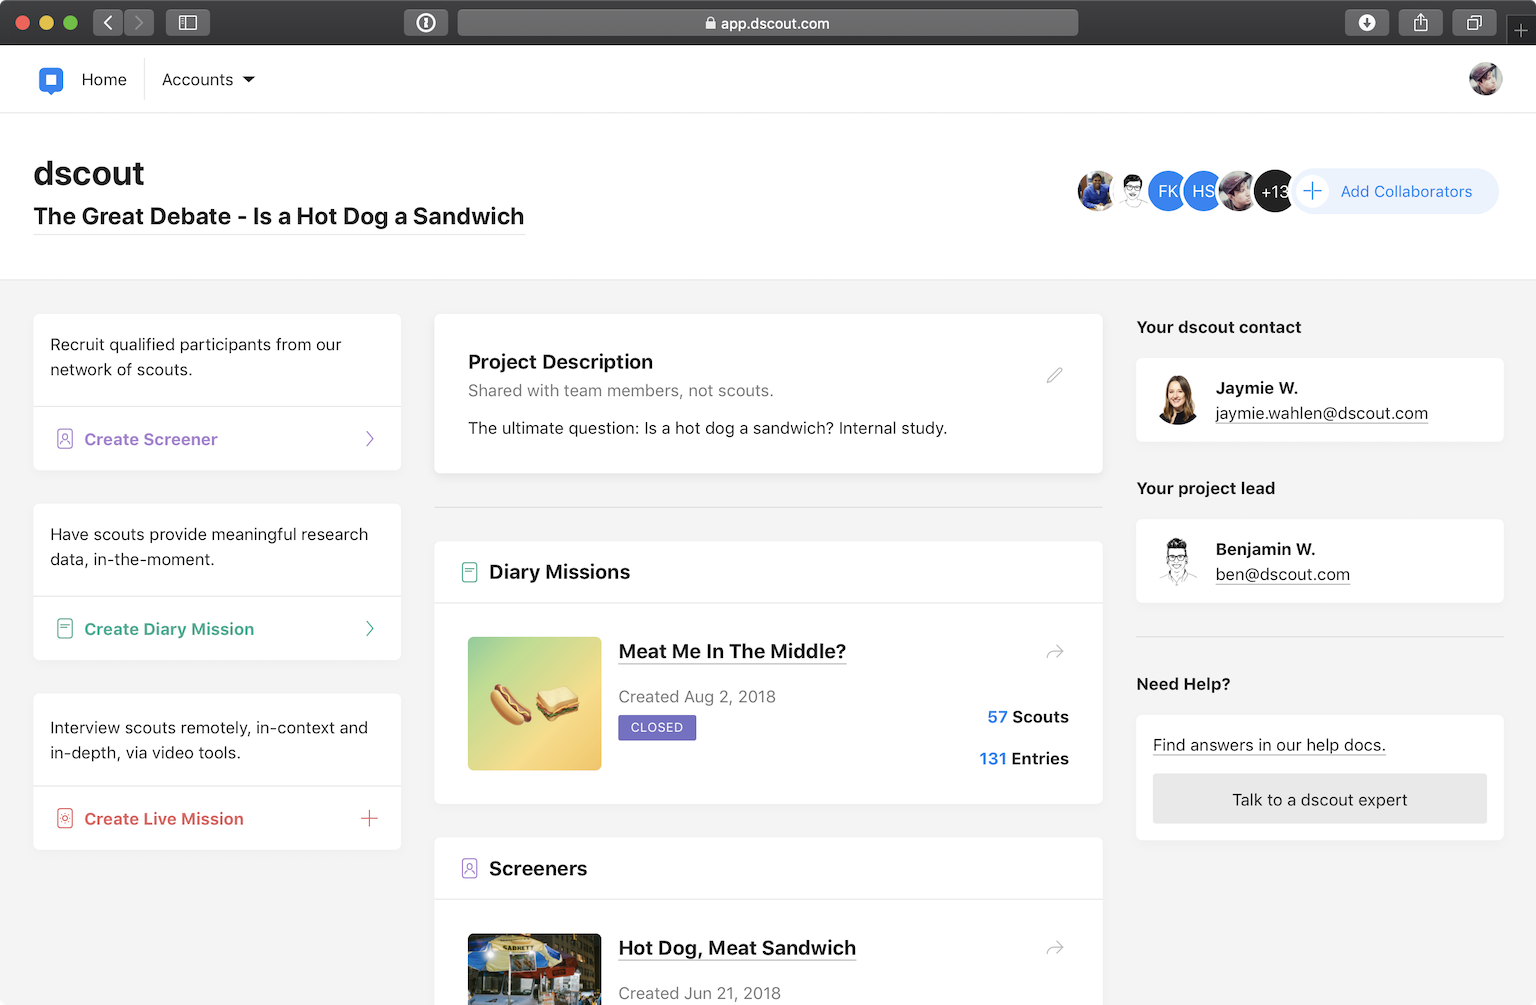 app.dscout.com
Home
Accounts
dscout
The Great Debate - Is a Hot Dog a Sandwich
FK
HS
+13
Add Collaborators
Recruit qualified participants from our
network of scouts.
Create Screener
Have scouts provide meaningful research
data, in-the-moment.
Create Diary Mission
Interview scouts remotely, in-context and
in-depth, via video tools.
Create Live Mission
Project Description
Shared with team members, not scouts.
The ultimate question: Is a hot dog a sandwich? Internal study.
Diary Missions
Meat Me In The Middle?
Created Aug 2, 2018
CLOSED
57 Scouts
131 Entries
Screeners
SABRETT
Hot Dog, Meat Sandwich
Created Jun 21, 2018
Your dscout contact
Jaymie W.
jaymie.wahlen@dscout.com
Your project lead
Benjamin W.
ben@dscout.com
Need Help?
Find answers in our help docs.
Talk to a dscout expert